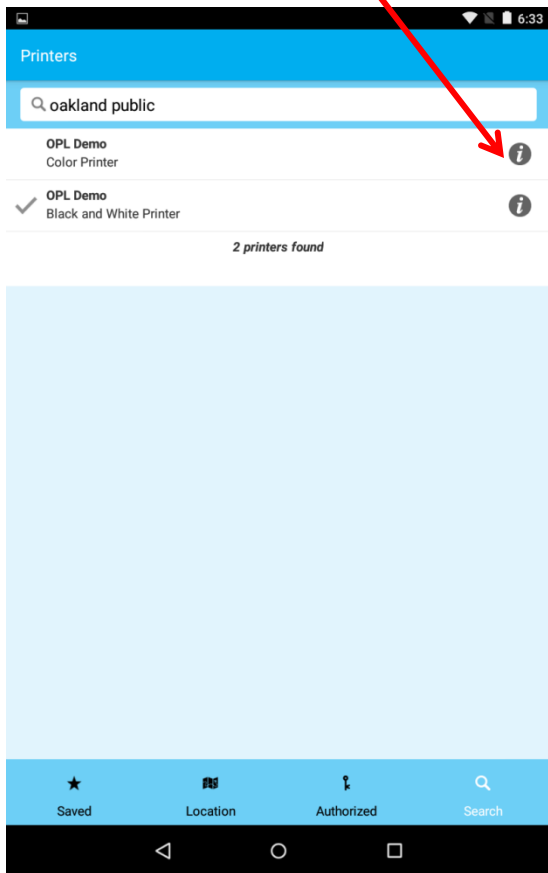 6:33
Printers
oakland public
OPL Demo
Color Printer
OPL Demo
Black and White Printer
2 printers found
Saved Location Authorized Search